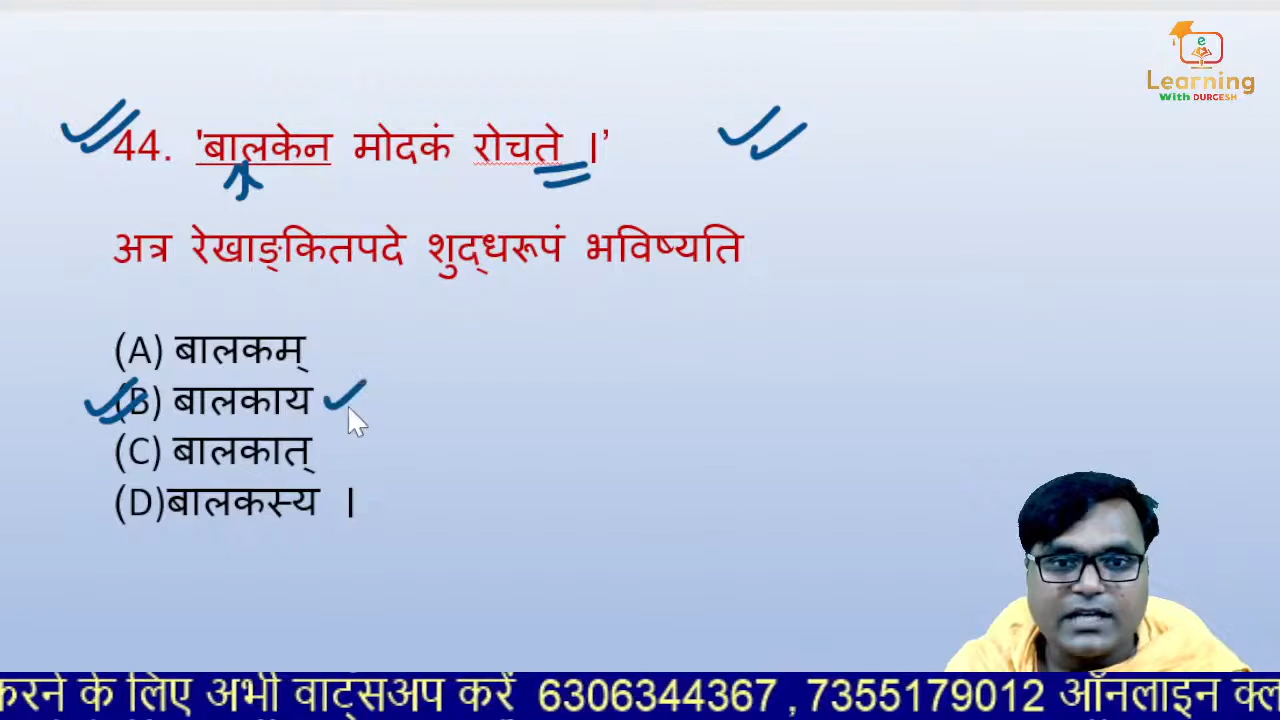 e
Learning
With DURGESH
44. 'बालकेन मोदकं रोचते ।’
अत्र रेखाङ्कितपदे शुद्धरूपं भविष्यति
(A) बालकम्
(B) बालकाय
(C) बालकात्
(D)बालकस्य ।
करने के लिए अभी वाट्सअप करें 6306344367 , 7355179012 ऑनलाइन क्ल